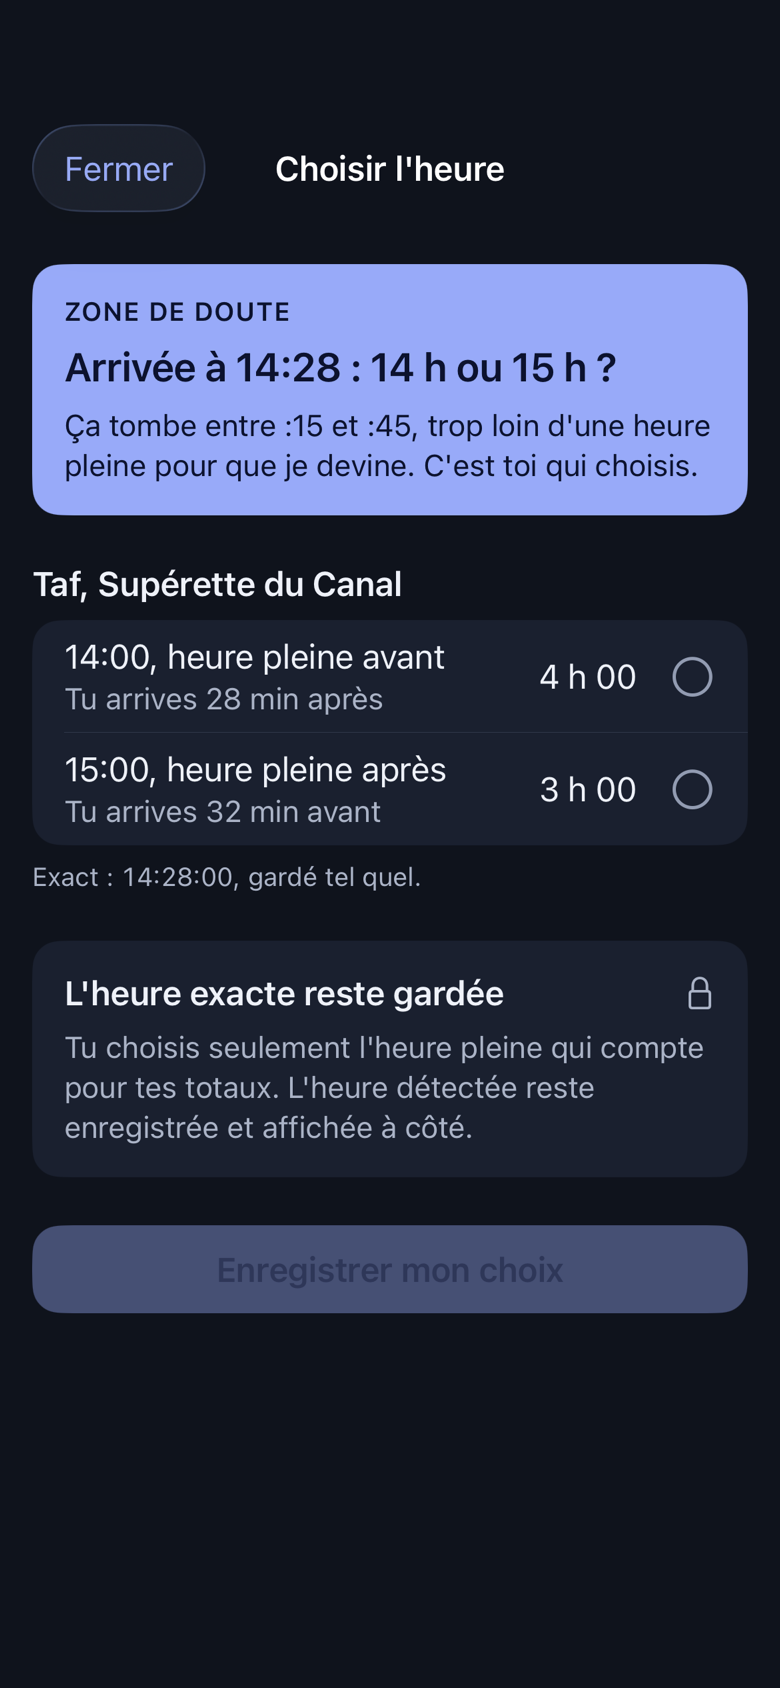 Fermer
Choisir l'heure
ZONE DE DOUTE
Arrivée à 14:28 : 14 h ou 15 h ?
Ça tombe entre :15 et :45, trop loin d'une heure
pleine pour que je devine. C'est toi qui choisis.
Taf, Supérette du Canal
14:00, heure pleine avant
Tu arrives 28 min après
4 h 00
15:00, heure pleine après
Tu arrives 32 min avant
3 h 00
Exact : 14:28:00, gardé tel quel.
L'heure exacte reste gardée
Tu choisis seulement l'heure pleine qui compte
pour tes totaux. L'heure détectée reste
enregistrée et affichée à côté.
Enregistrer mon choix